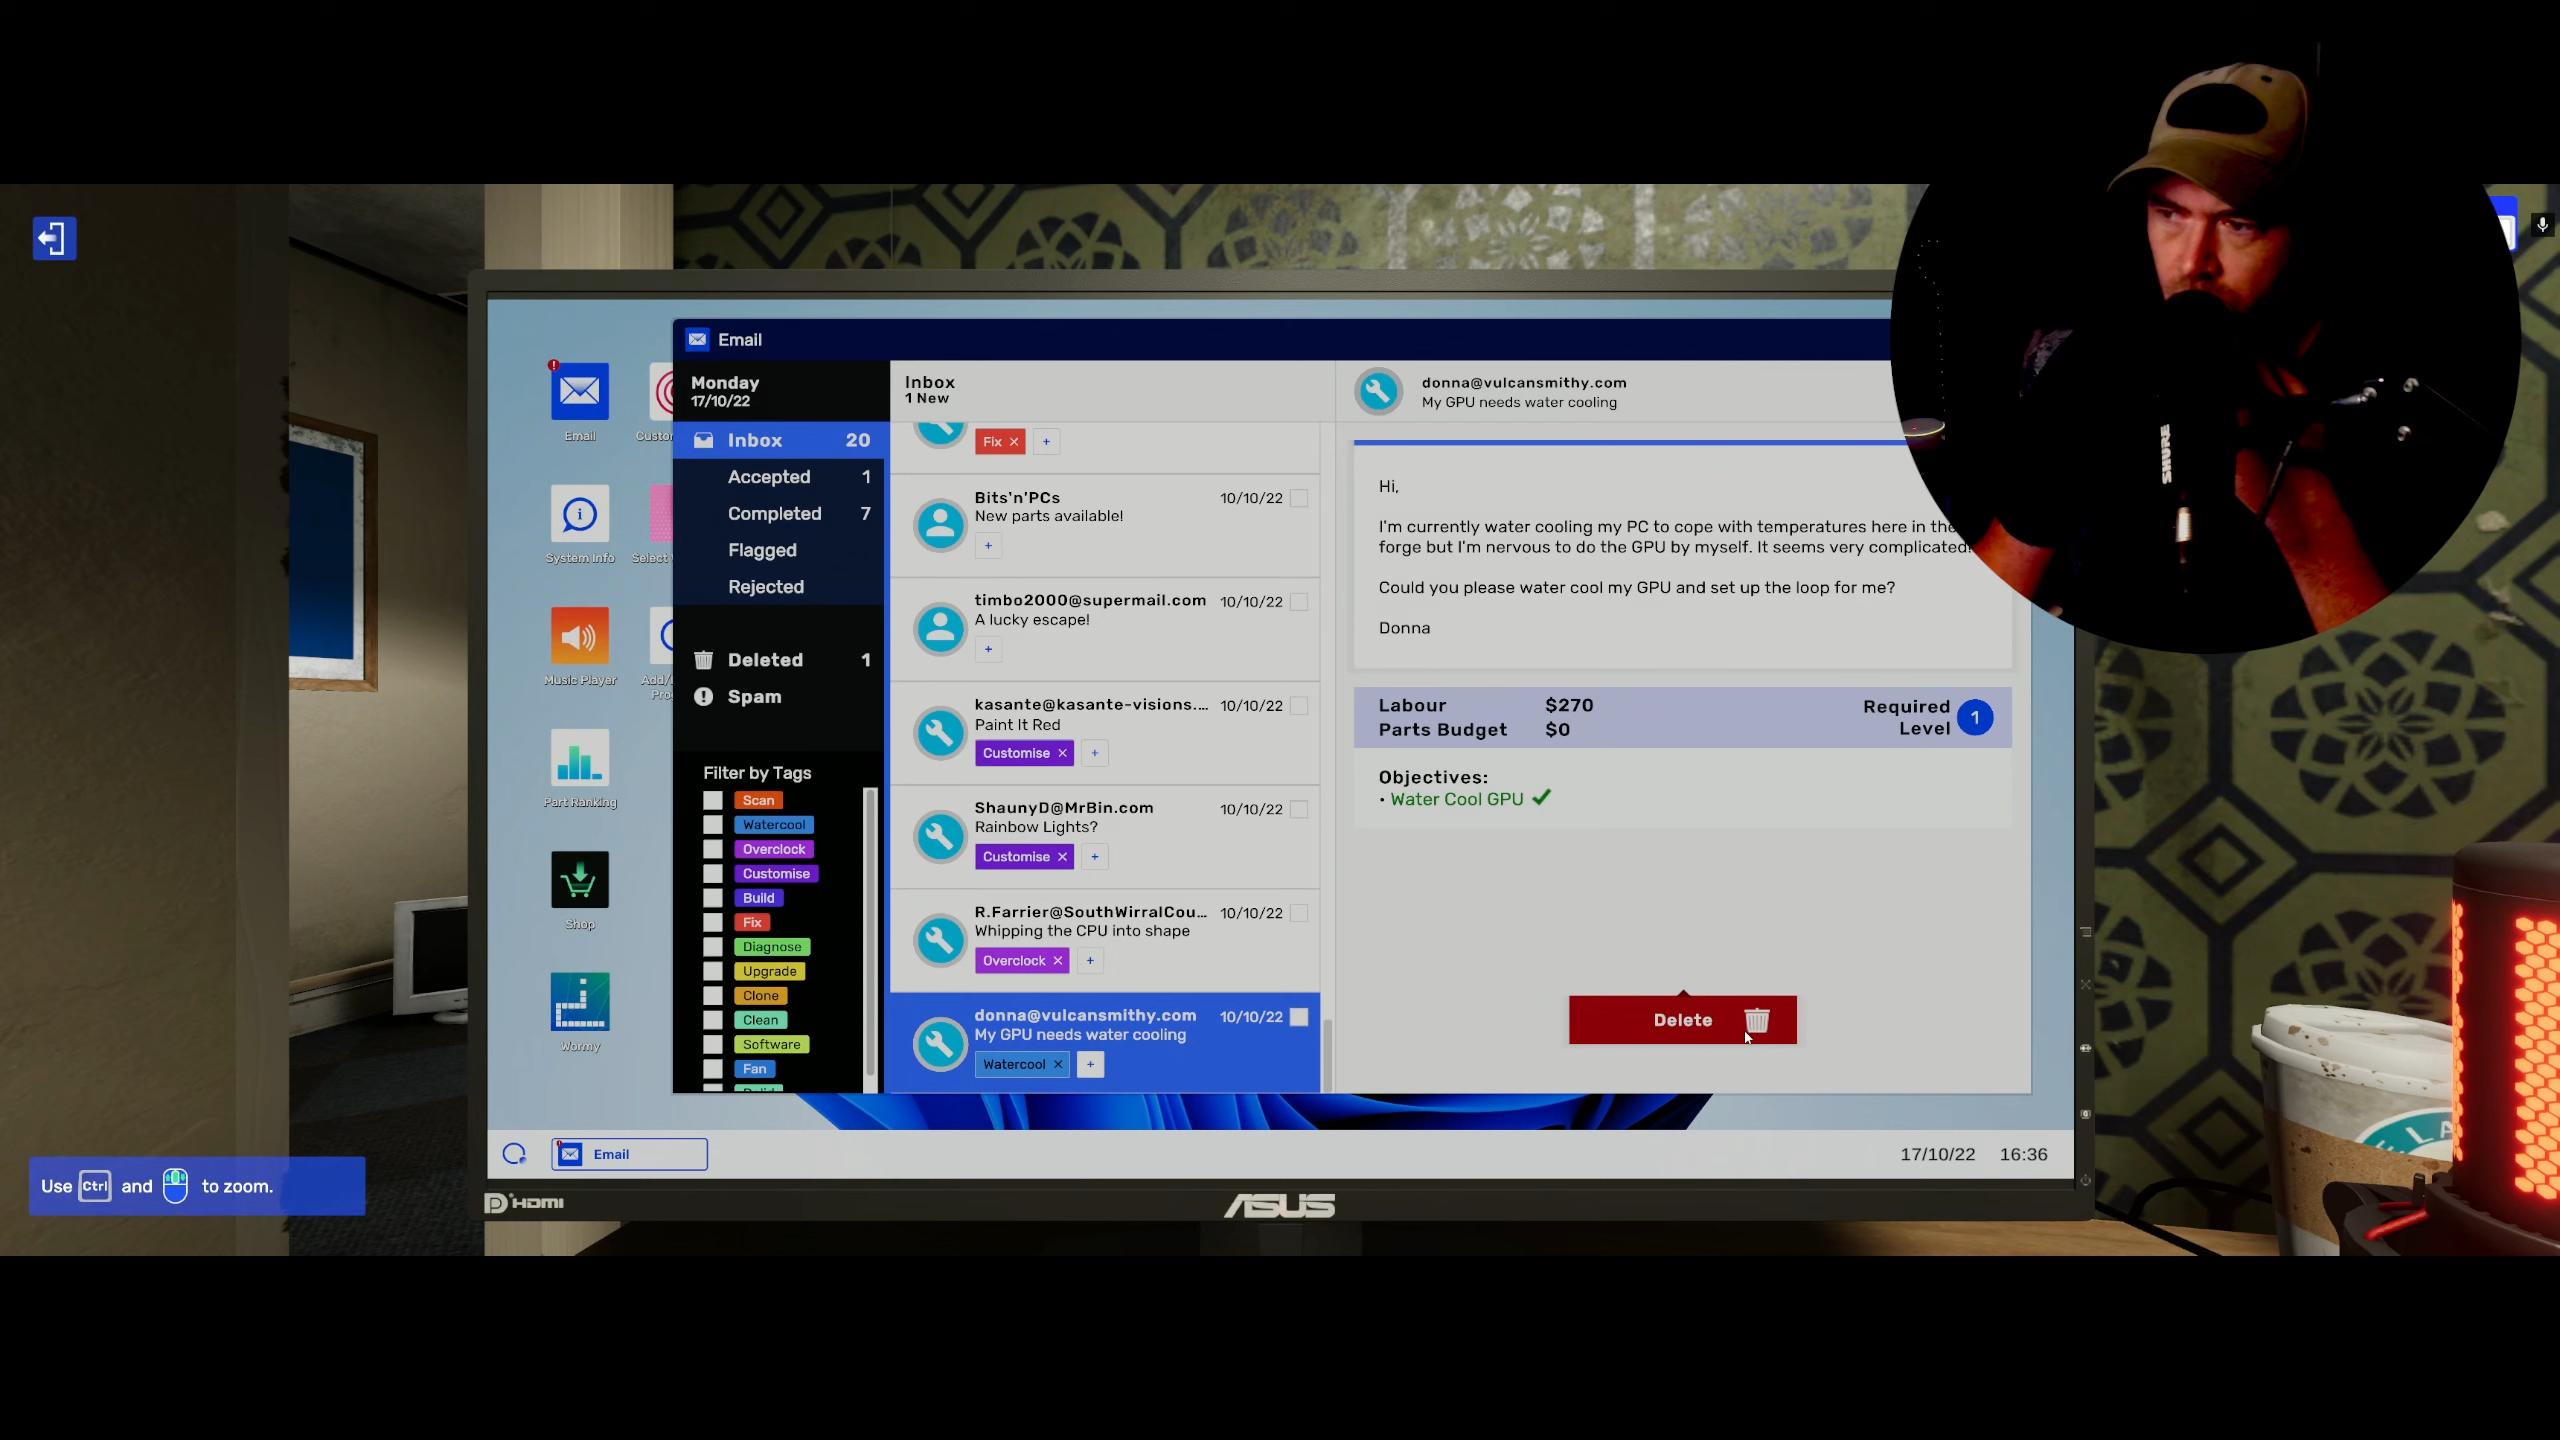 Email
Custo
System Info
Select
Music Player
Add/
Pro
Part Ranking
Shop
Wormy
Email
Monday
17/10/22
Inbox 20
Accepted 1
Completed 7
Flagged
Rejected
Deleted 1
Spam
Filter by Tags
Scan
Watercool
Overclock
Customise
Build
Fix
Diagnose
Upgrade
Clone
Clean
Software
Fan
Inbox
1 New
Fix × +
Bits'n'PCs 10/10/22
New parts available!
+
timbo2000@supermail.com 10/10/22
A lucky escape!
+
kasante@kasante-visions.... 10/10/22
Paint It Red
Customise × +
ShaunyD@MrBin.com 10/10/22
Rainbow Lights?
Customise × +
R.Farrier@SouthWirralCou... 10/10/22
Whipping the CPU into shape
Overclock × +
donna@vulcansmithy.com 10/10/22
My GPU needs water cooling
Watercool × +
donna@vulcansmithy.com
My GPU needs water cooling
Hi,
I'm currently water cooling my PC to cope with temperatures here in the
forge but I'm nervous to do the GPU by myself. It seems very complicated!
Could you please water cool my GPU and set up the loop for me?
Donna
Labour $270
Parts Budget $0
Required
Level 1
Objectives:
• Water Cool GPU ✓
Delete
Email
17/10/22 16:36
HDMI
ASUS
Use Ctrl and to zoom.
SHURE